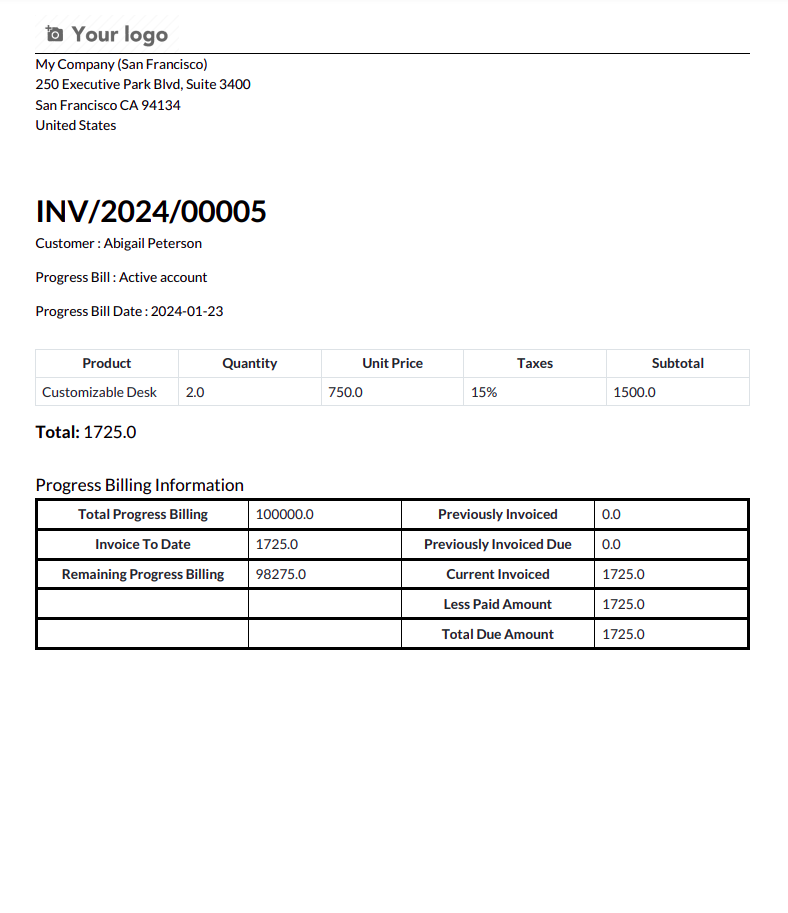 Your logo
My Company (San Francisco)
250 Executive Park Blvd, Suite 3400
San Francisco CA 94134
United States
INV/2024/00005
Customer : Abigail Peterson
Progress Bill : Active account
Progress Bill Date : 2024-01-23
Product Quantity Unit Price Taxes Subtotal
Customizable Desk 2.0 750.0 15% 1500.0
Total: 1725.0
Progress Billing Information
Total Progress Billing 100000.0 Previously Invoiced 0.0
Invoice To Date 1725.0 Previously Invoiced Due 0.0
Remaining Progress Billing 98275.0 Current Invoiced 1725.0
Less Paid Amount 1725.0
Total Due Amount 1725.0